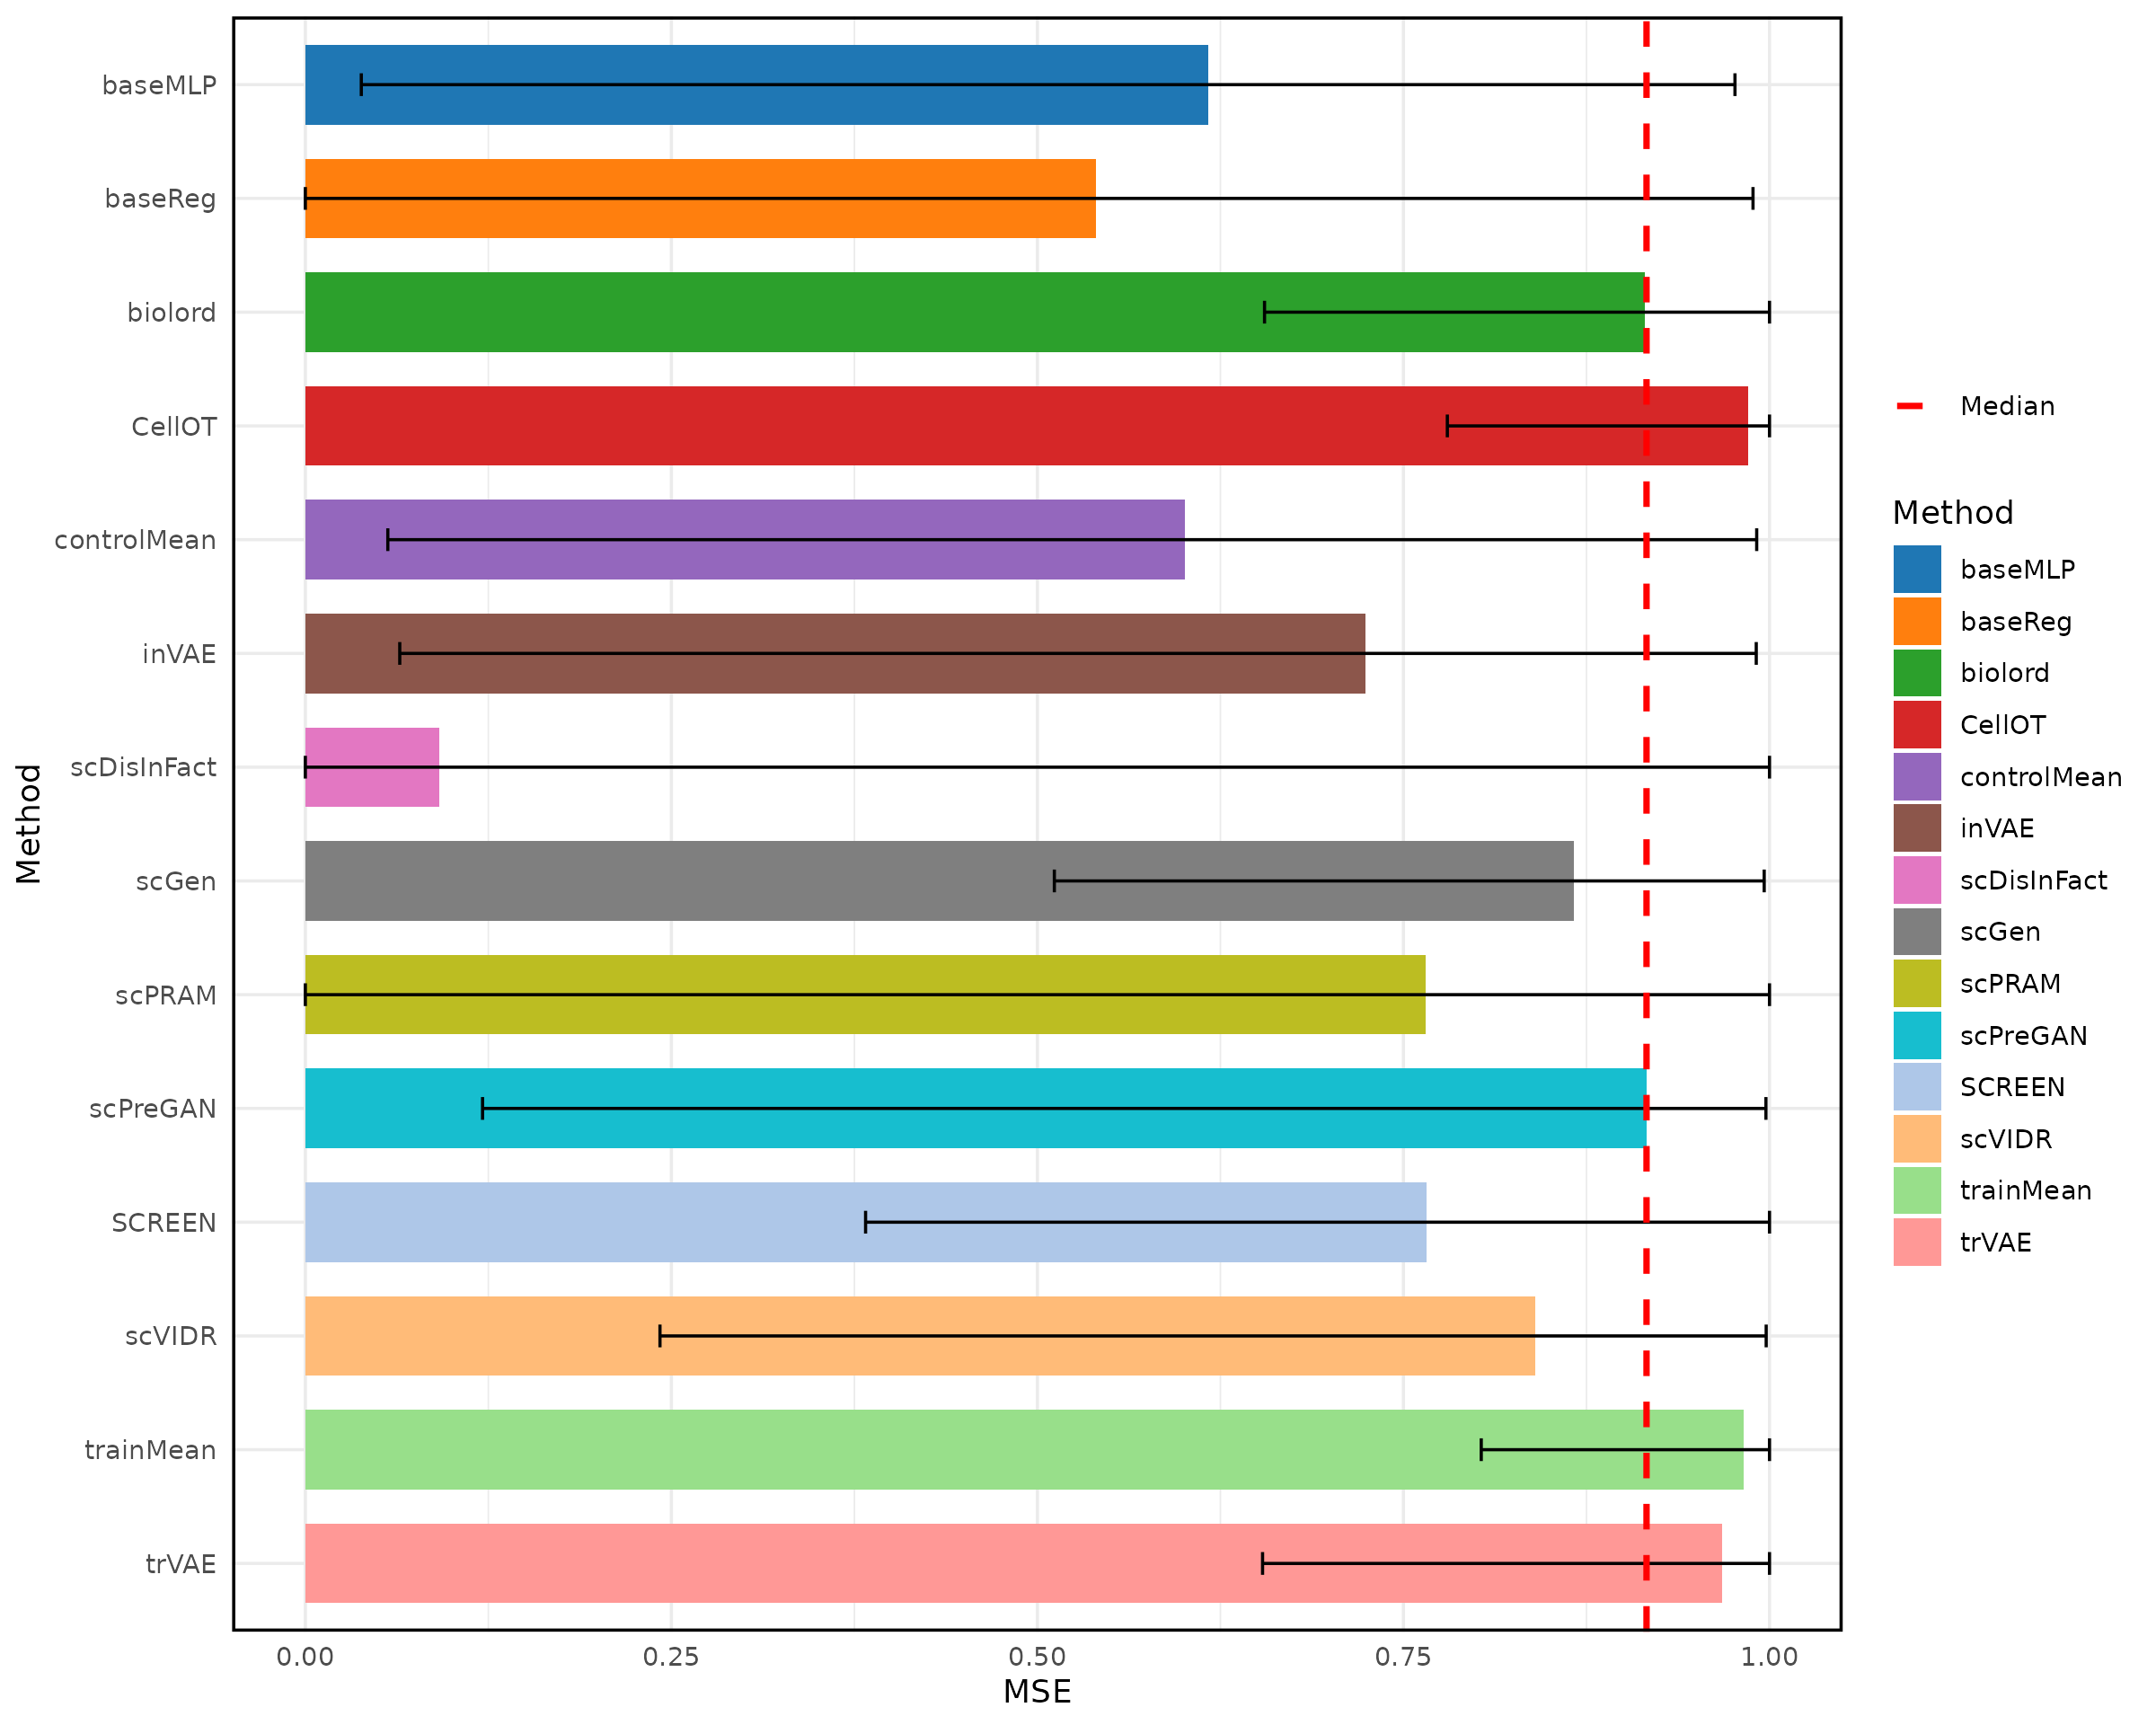 baseMLP
baseReg
biolord
CellOT
controlMean
inVAE
scDisInFact
scGen
scPRAM
scPreGAN
SCREEN
scVIDR
trainMean
trVAE
Method
0.00 0.25 0.50 0.75 1.00
MSE
Median
Method
baseMLP
baseReg
biolord
CellOT
controlMean
inVAE
scDisInFact
scGen
scPRAM
scPreGAN
SCREEN
scVIDR
trainMean
trVAE